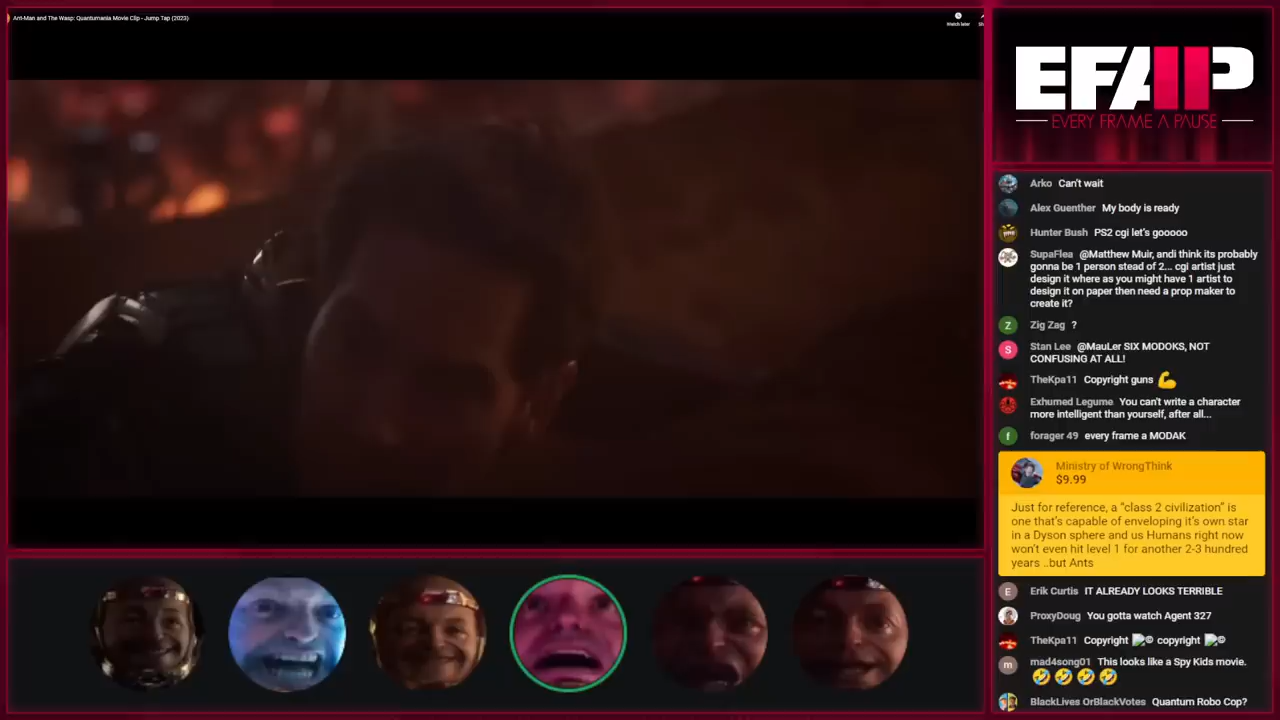 Ant-Man and The Wasp: Quantumania Movie Clip - Jump Tap (2023)
Watch later
EFAP
EVERY FRAME A PAUSE
Arko Can't wait
Alex Guenther My body is ready
Hunter Bush PS2 cgi let's gooooo
SupaFlea @Matthew Muir, andi think its probably
gonna be 1 person stead of 2... cgi artist just
design it where as you might have 1 artist to
design it on paper then need a prop maker to
create it?
Z
Zig Zag ?
S
Stan Lee @MauLer SIX MODOKS, NOT
CONFUSING AT ALL!
TheKpa11 Copyright guns 💪
Exhumed Legume You can't write a character
more intelligent than yourself, after all...
f
forager 49 every frame a MODAK
Ministry of WrongThink
$9.99
Just for reference, a "class 2 civilization" is
one that's capable of enveloping it's own star
in a Dyson sphere and us Humans right now
won't even hit level 1 for another 2-3 hundred
years ..but Ants
E
Erik Curtis IT ALREADY LOOKS TERRIBLE
ProxyDoug You gotta watch Agent 327
TheKpa11 Copyright © copyright ©
m
mad4song01 This looks like a Spy Kids movie.
🤣 🤣 🤣 🤣
BlackLives OrBlackVotes Quantum Robo Cop?